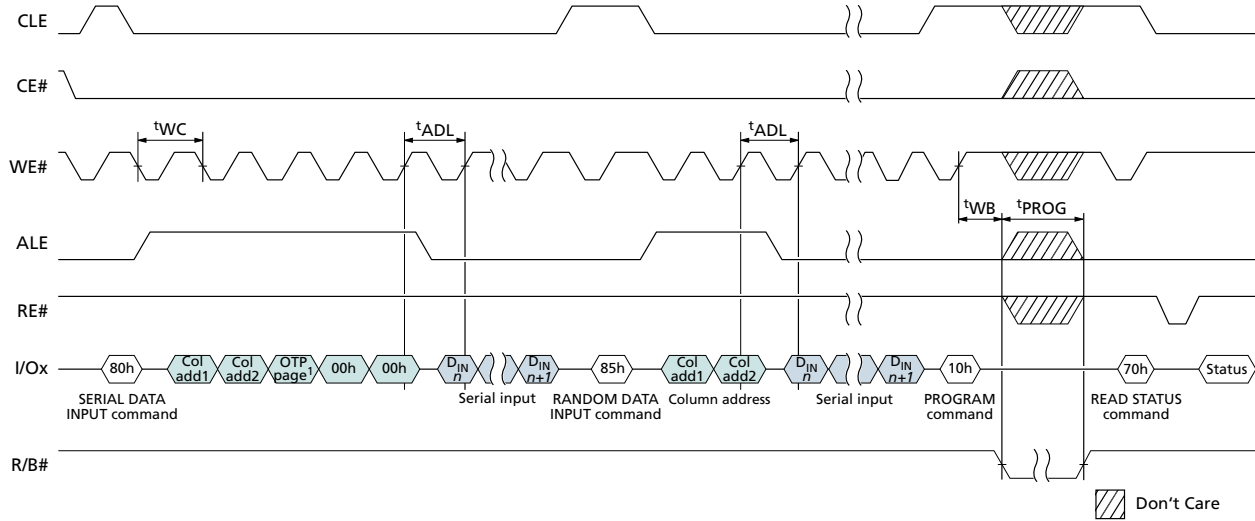 CLE
CE#
tWC
tADL
tADL
WE#
tWB
tPROG
ALE
RE#
I/Ox
80h
Col add1
Col add2
OTP page1
00h
00h
DIN n
DIN n+1
85h
Col add1
Col add2
DIN n
DIN n+1
10h
70h
Status
SERIAL DATA
INPUT command
Serial input
RANDOM DATA
INPUT command
Column address
Serial input
PROGRAM
command
READ STATUS
command
R/B#
Don't Care